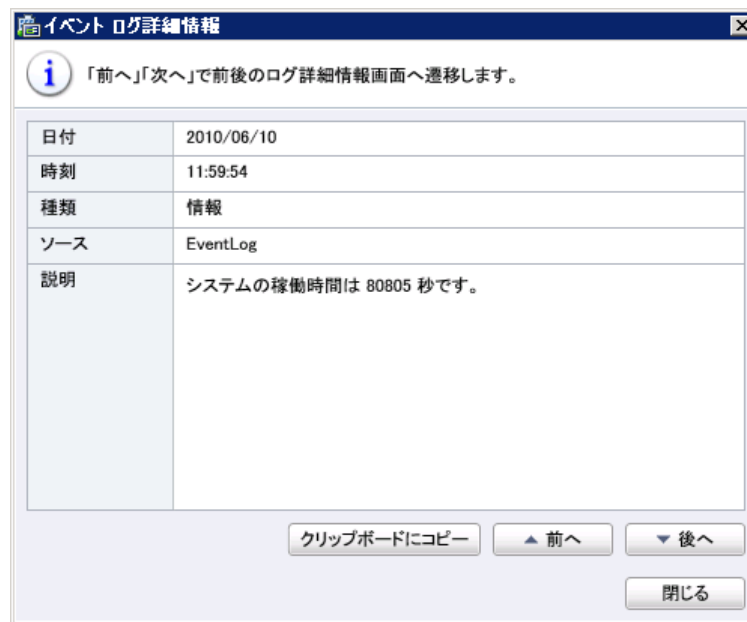 イベント ログ詳細情報
「前へ」「次へ」で前後のログ詳細情報画面へ遷移します。
日付 2010/06/10
時刻 11:59:54
種類 情報
ソース EventLog
説明 システムの稼働時間は 80805 秒です。
クリップボードにコピー ▲ 前へ ▼ 後へ
閉じる